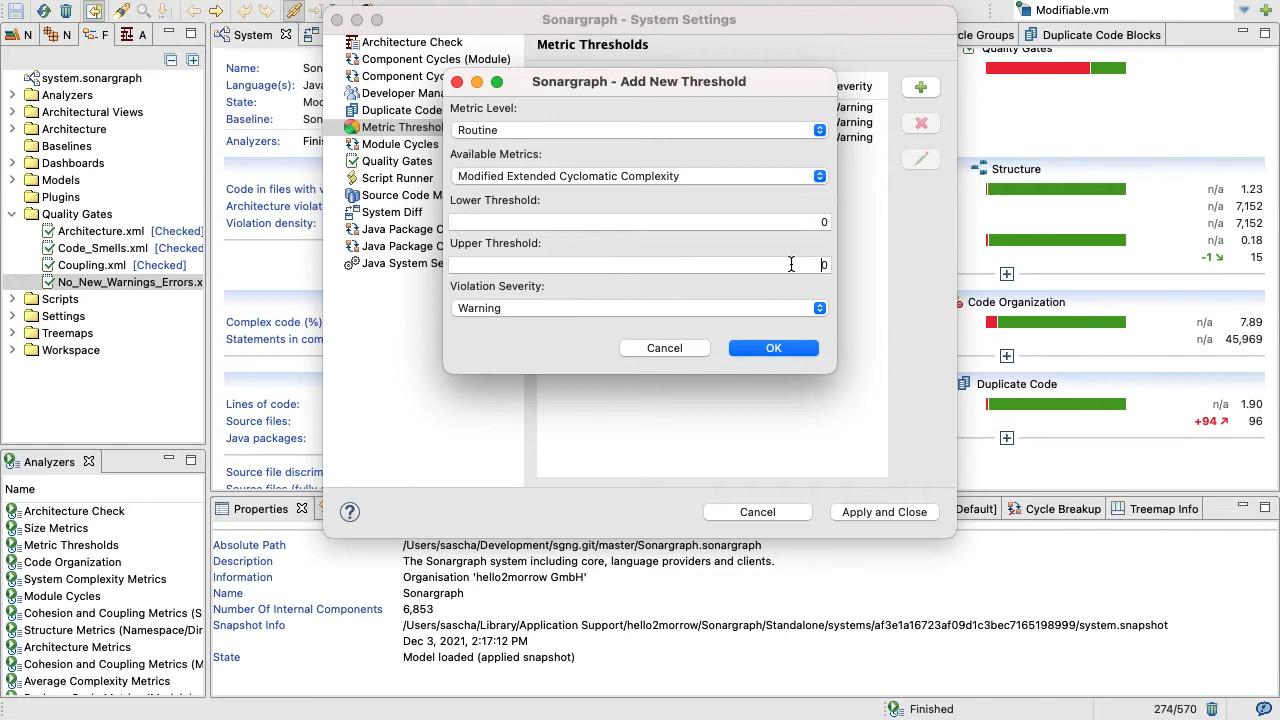 Sonargraph - System Settings
Modifiable.vm
N
N
F
A
System
cle Groups
Duplicate Code Blocks
system.sonargraph
Analyzers
Architectural Views
Architecture
Baselines
Dashboards
Models
Plugins
Quality Gates
Architecture.xml [Checked]
Code_Smells.xml [Checked]
Coupling.xml [Checked]
No_New_Warnings_Errors.x
Scripts
Settings
Treemaps
Workspace
Name:
Language(s):
State:
Baseline:
Analyzers:
Son
Java
Mod
Son
Finis
Code in files with v
Architecture violat
Violation density:
Complex code (%)
Statements in com
Lines of code:
Source files:
Java packages:
Source file discrim
Architecture Check
Component Cycles (Module)
Component Cyc
Developer Mana
Duplicate Code
Metric Threshol
Module Cycles
Quality Gates
Script Runner
Source Code M
System Diff
Java Package C
Java Package C
Java System Se
Metric Thresholds
everity
Varning
Varning
Varning
Sonargraph - Add New Threshold
Metric Level:
Routine
Available Metrics:
Modified Extended Cyclomatic Complexity
Lower Threshold:
0
Upper Threshold:
0
Violation Severity:
Warning
Cancel
OK
?
Cancel
Apply and Close
Quality Gates
Structure
n/a 1.23
n/a 7,152
n/a 7,152
n/a 0.18
-1 ↘ 15
Code Organization
n/a 7.89
n/a 45,969
Duplicate Code
n/a 1.90
+94 ↗ 96
Analyzers
Name
Architecture Check
Size Metrics
Metric Thresholds
Code Organization
System Complexity Metrics
Module Cycles
Cohesion and Coupling Metrics (S
Structure Metrics (Namespace/Dir
Architecture Metrics
Cohesion and Coupling Metrics (M
Average Complexity Metrics
Properties
Default]
Cycle Breakup
Treemap Info
Absolute Path /Users/sascha/Development/sgng.git/master/Sonargraph.sonargraph
Description The Sonargraph system including core, language providers and clients.
Information Organisation 'hello2morrow GmbH'
Name Sonargraph
Number Of Internal Components 6,853
Snapshot Info /Users/sascha/Library/Application Support/hello2morrow/Sonargraph/Standalone/systems/af3e1a16723af09d1c3bec7165198999/system.snapshot
Dec 3, 2021, 2:17:12 PM
State Model loaded (applied snapshot)
Finished
274/570